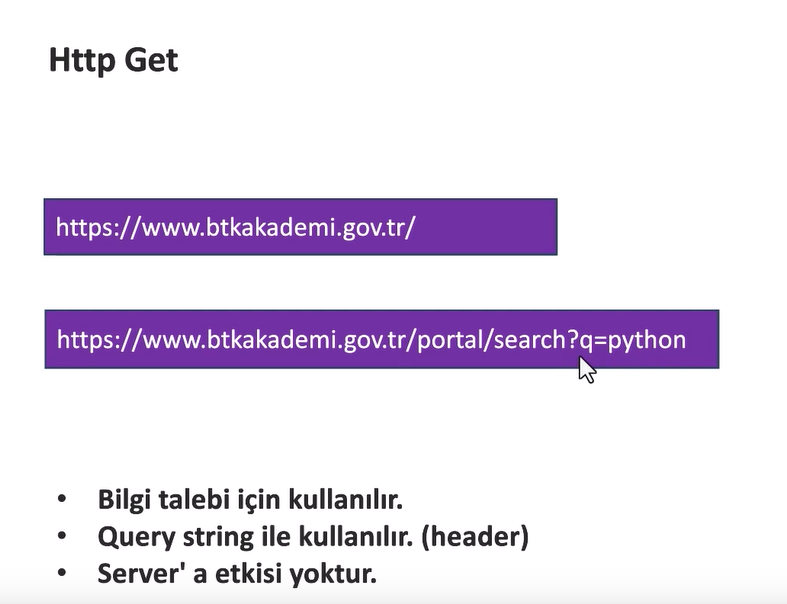 Http Get
https://www.btkakademi.gov.tr/
https://www.btkakademi.gov.tr/portal/search?q=python
• Bilgi talebi için kullanılır.
• Query string ile kullanılır. (header)
• Server' a etkisi yoktur.